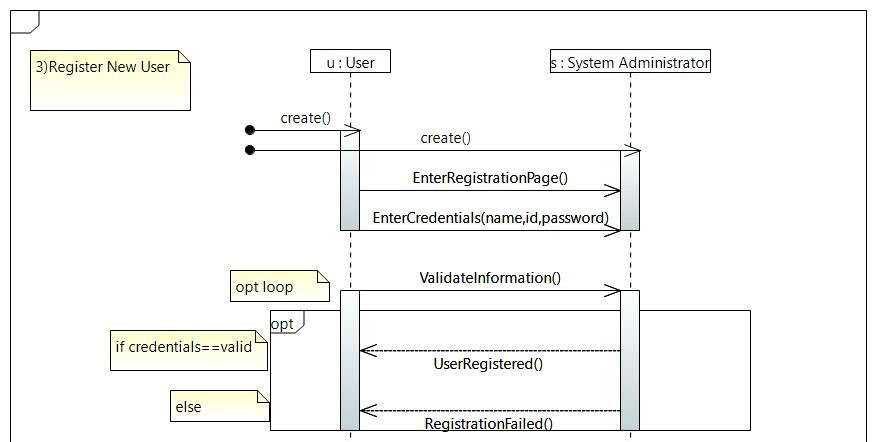 3)Register New User
u : User
s : System Administrator
create()
create()
EnterRegistrationPage()
EnterCredentials(name,id,password)
ValidateInformation()
opt loop
opt
if credentials==valid
UserRegistered()
else
RegistrationFailed()